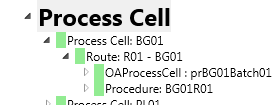 Process Cell
Process Cell: BG01
Route: R01 - BG01
OAProcessCell : prBG01Batch01
Procedure: BG01R01